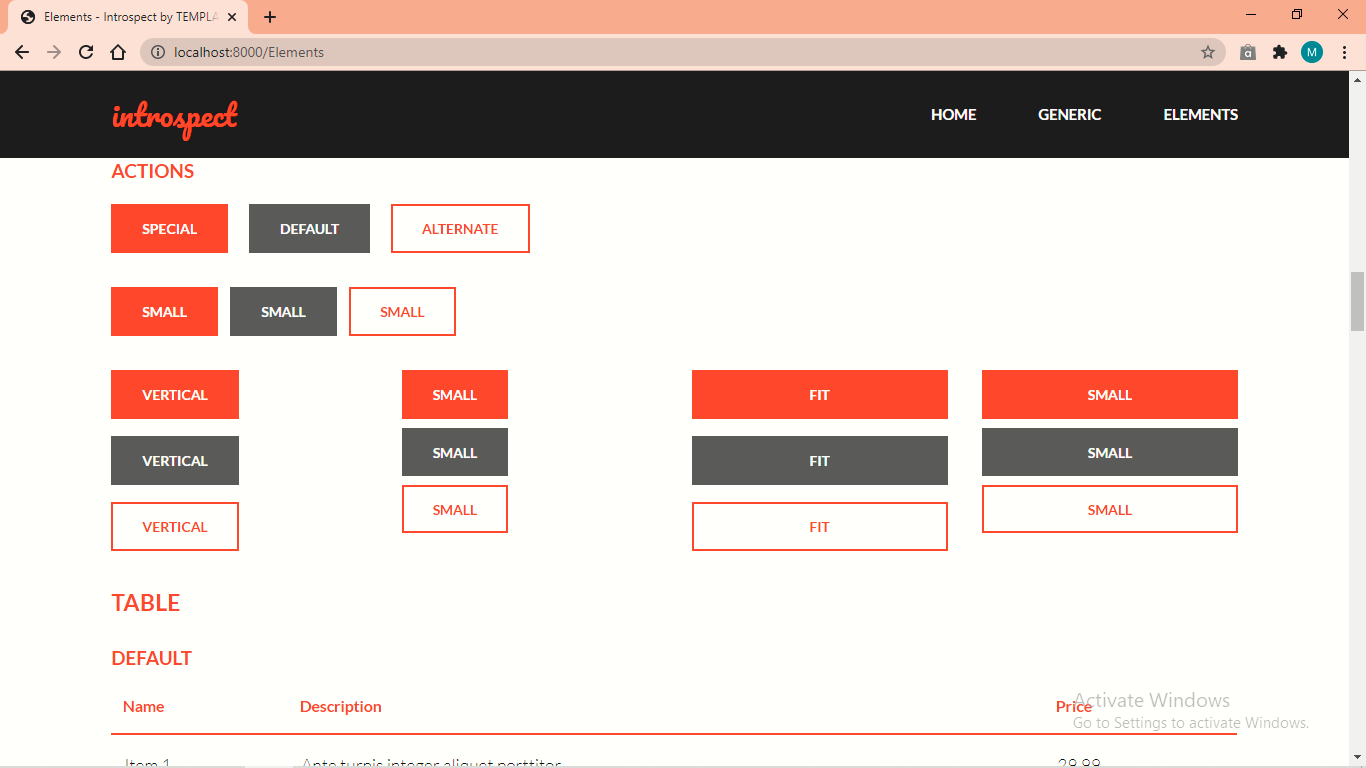 Elements - Introspect by TEMPLA
localhost:8000/Elements
M
introspect
HOME GENERIC ELEMENTS
ACTIONS
SPECIAL DEFAULT ALTERNATE
SMALL SMALL SMALL
VERTICAL SMALL FIT SMALL
VERTICAL SMALL FIT SMALL
VERTICAL SMALL FIT SMALL
TABLE
DEFAULT
Name Description Price
Activate Windows
Go to Settings to activate Windows.
Item 1 Ante turpis integer aliquet porttitor. 29.99